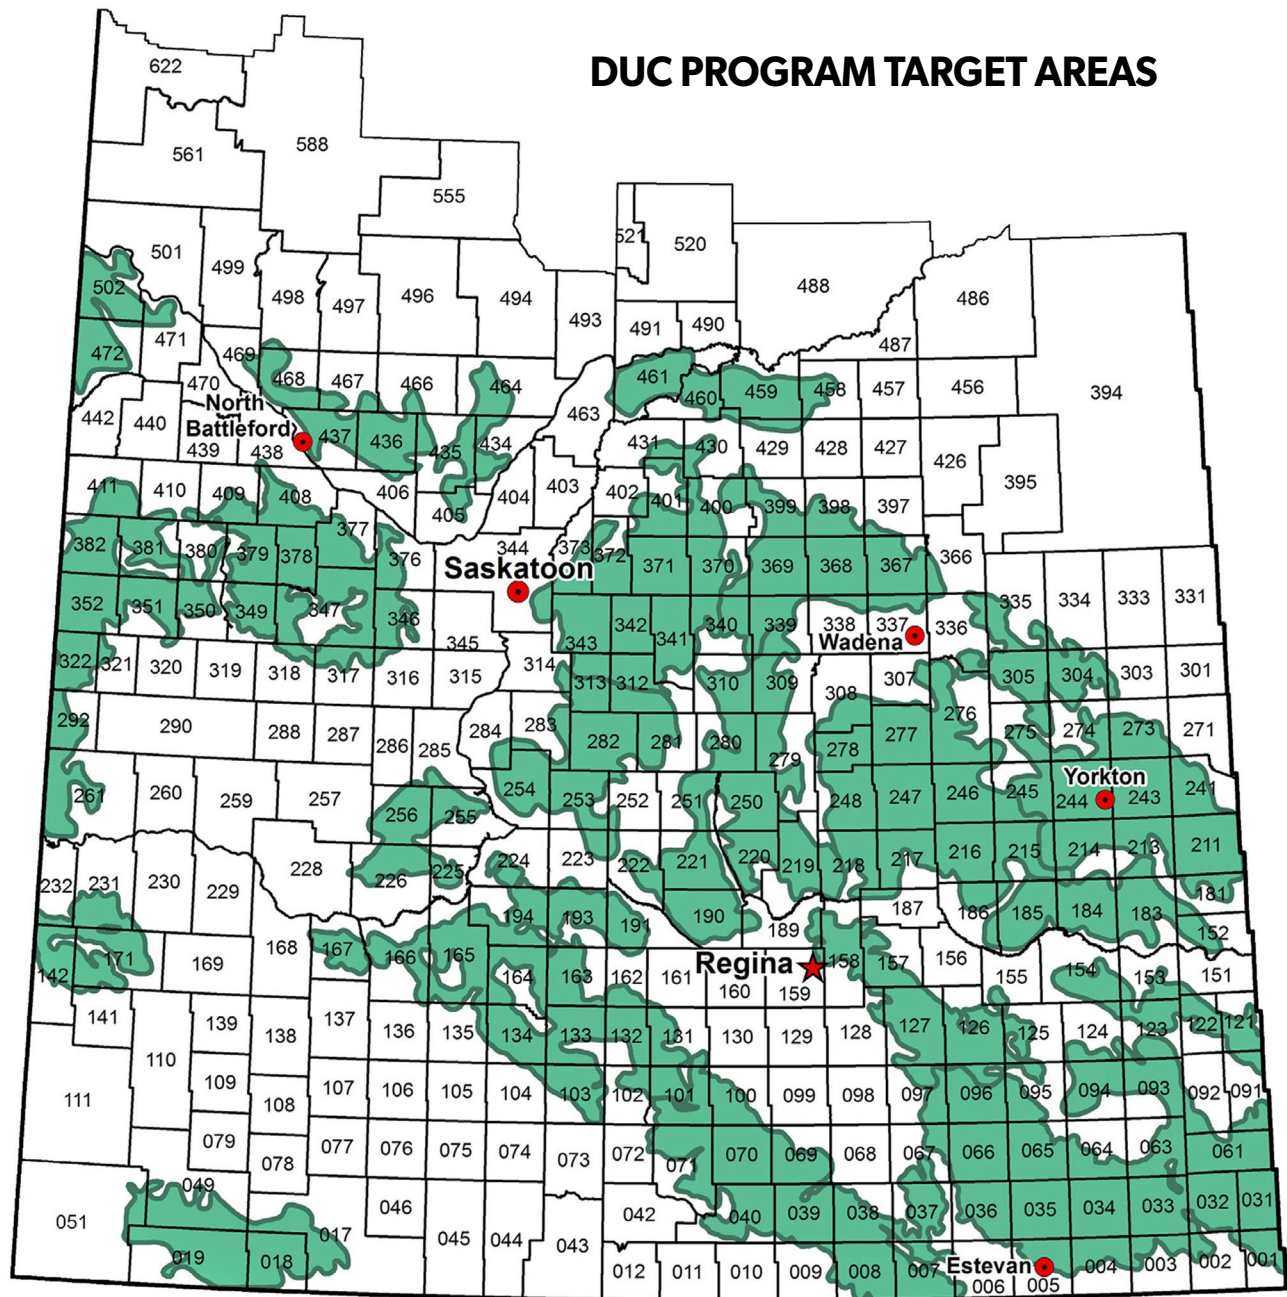 DUC PROGRAM TARGET AREAS
622
561 588
555
501 499 521 520
502 498 497 496 494 488 486
493 491 490
471 469 487
472 470 468 467 466 464 461 460 459 458 457 456 394
North
Battleford
442 440 439 438 437 436 435 434 463 431 430 429 428 427 426 395
411 410 409 408 406 405 404 403 402 401 400 399 398 397
382 381 380 379 378 377 376 344 373 372 371 370 369 368 367 366
Saskatoon
352 351 350 349 347 346 345 343 342 341 340 339 338 337 336 335 334 333 331
Wadena
322 321 320 319 318 317 316 315 314 313 312 310 309 308 307 305 304 303 301
292 290 288 287 286 285 284 283 282 281 280 279 278 277 276 275 274 273 271
Yorkton
261 260 259 257 256 255 254 253 252 251 250 248 247 246 245 244 243 241
232 231 230 229 228 226 225 224 223 222 221 220 219 218 217 216 215 214 213 211
194 193 191 190 189 187 186 185 184 183 181
171 169 168 167 166 165 164 163 162 161 160 159 158 157 156 155 154 153 152 151
Regina
142 141 139 138 137 136 135 134 133 132 131 130 129 128 127 126 125 124 123 122 121
111 110 109 108 107 106 105 104 103 102 101 100 099 098 097 096 095 094 093 092 091
079 078 077 076 075 074 073 072 071 070 069 068 067 066 065 064 063 061
051 049 046 045 044 043 042 040 039 038 037 036 035 034 033 032 031
019 018 017 012 011 010 009 008 007 006 005 004 003 002 001
Estevan